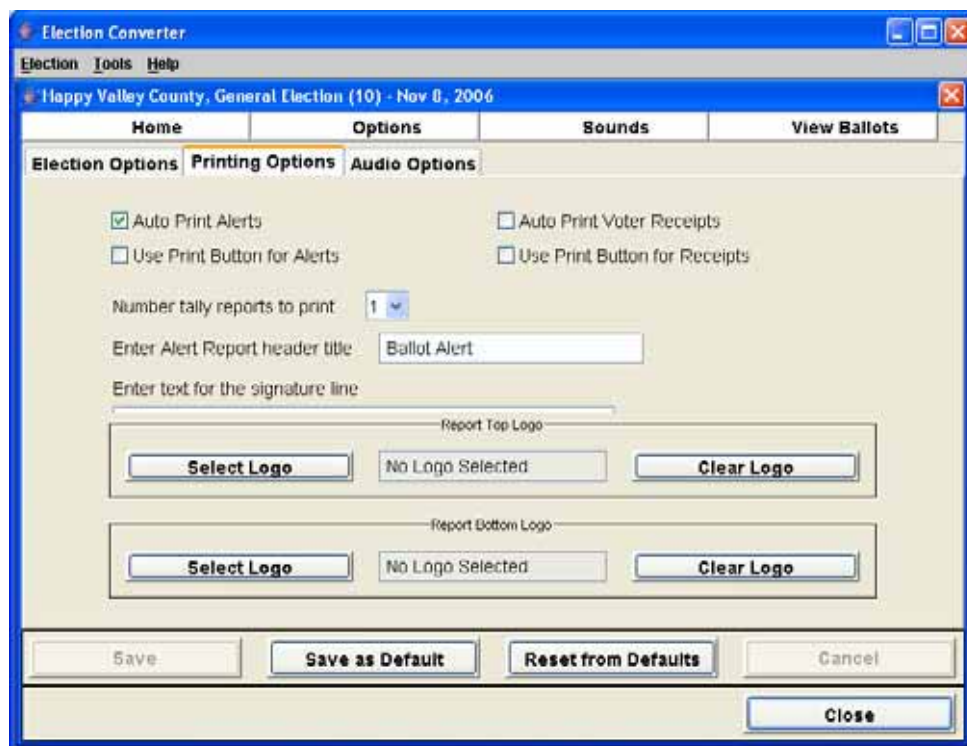 Election Converter
Election Tools Help
Happy Valley County, General Election (10) - Nov 8, 2006
Home Options Sounds View Ballots
Election Options Printing Options Audio Options
Auto Print Alerts Auto Print Voter Receipts
Use Print Button for Alerts Use Print Button for Receipts
Number tally reports to print 1
Enter Alert Report header title Ballot Alert
Enter text for the signature line
Report Top Logo
Select Logo No Logo Selected Clear Logo
Report Bottom Logo
Select Logo No Logo Selected Clear Logo
Save Save as Default Reset from Defaults Cancel
Close